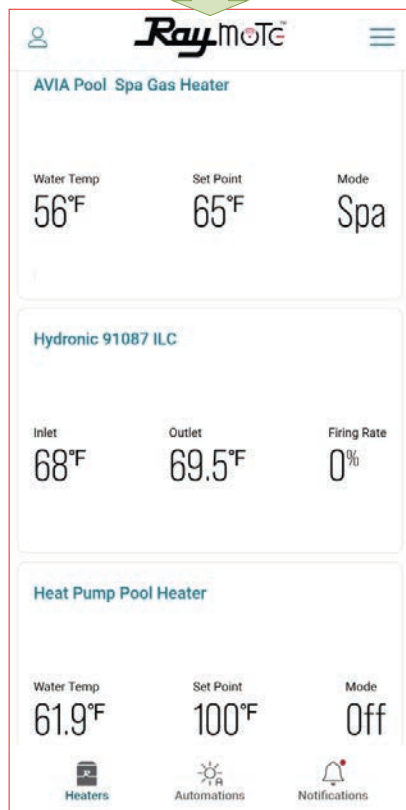 Raymote™
AVIA Pool Spa Gas Heater
Water Temp Set Point Mode
56°F 65°F Spa
Hydronic 91087 ILC
Inlet Outlet Firing Rate
68°F 69.5°F 0%
Heat Pump Pool Heater
Water Temp Set Point Mode
61.9°F 100°F Off
Heaters Automations Notifications